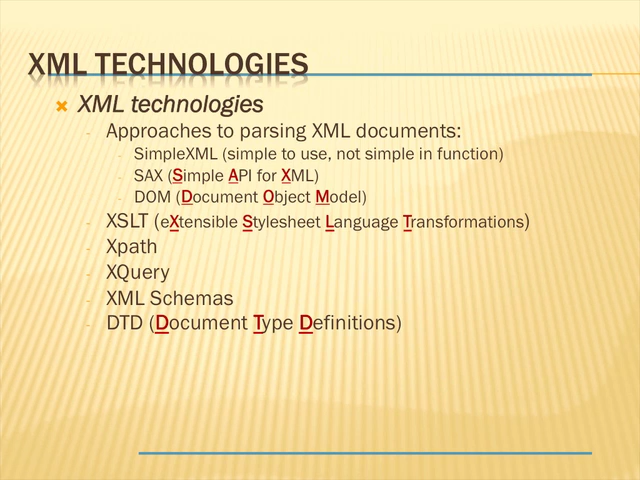 XML TECHNOLOGIES
XML technologies
- Approaches to parsing XML documents:
- SimpleXML (simple to use, not simple in function)
- SAX (Simple API for XML)
- DOM (Document Object Model)
- XSLT (eXtensible Stylesheet Language Transformations)
- Xpath
- XQuery
- XML Schemas
- DTD (Document Type Definitions)